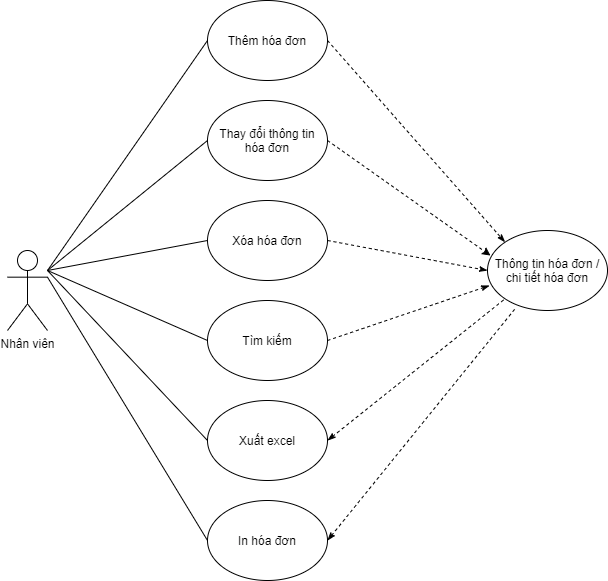 Thêm hóa đơn
Thay đổi thông tin
hóa đơn
Xóa hóa đơn
Thông tin hóa đơn /
chi tiết hóa đơn
Nhân viên
Tìm kiếm
Xuất excel
In hóa đơn